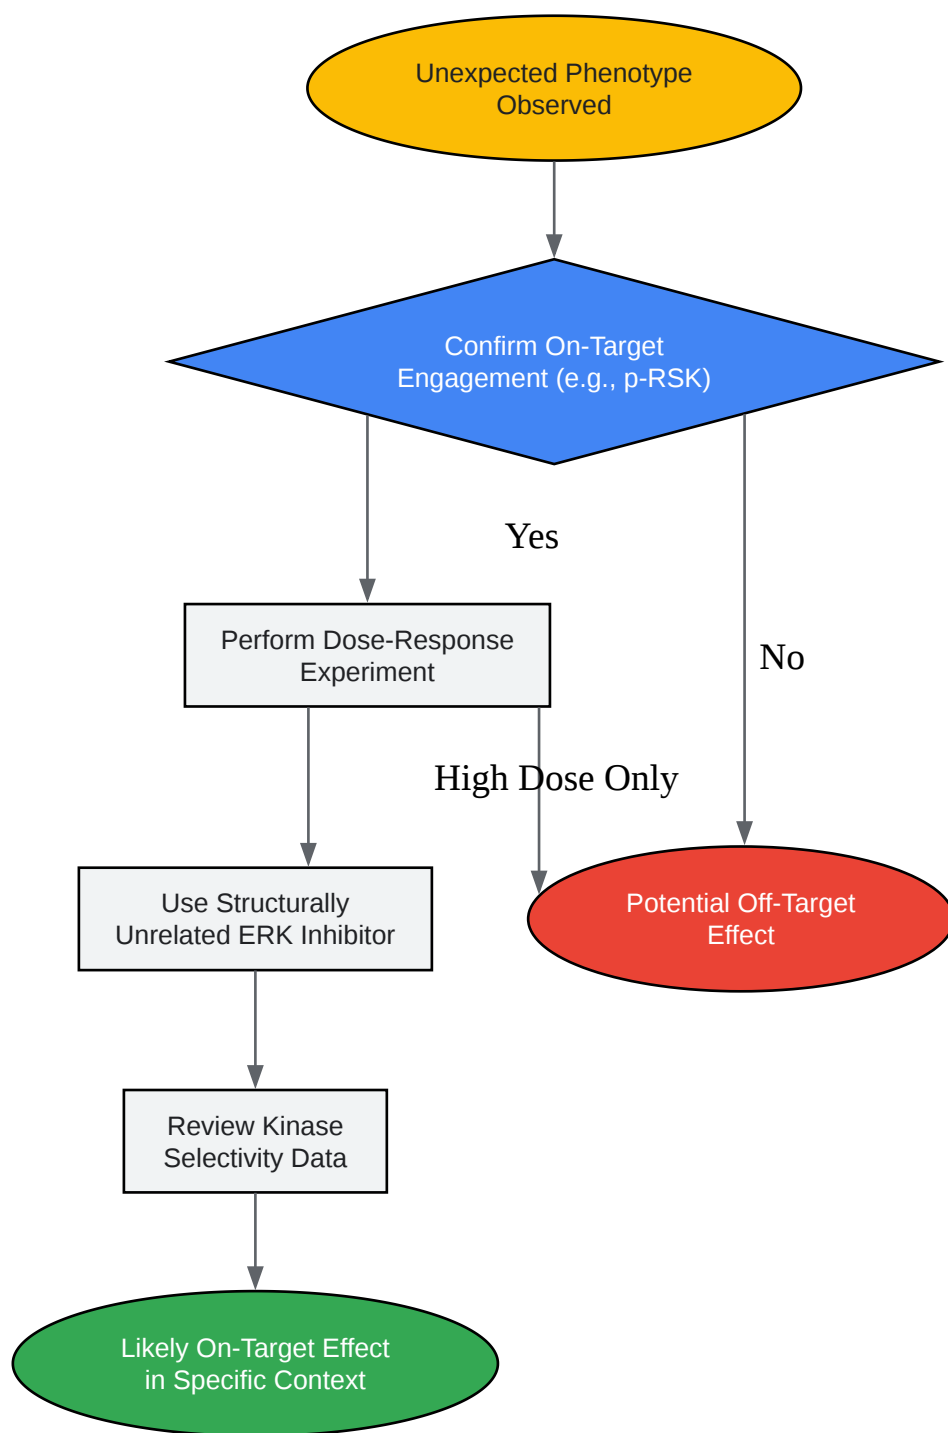 Unexpected Phenotype
Observed
Confirm On-Target
Engagement (e.g., p-RSK)
Yes
Perform Dose-Response
Experiment
No
High Dose Only
Use Structurally
Unrelated ERK Inhibitor
Potential Off-Target
Effect
Review Kinase
Selectivity Data
Likely On-Target Effect
in Specific Context